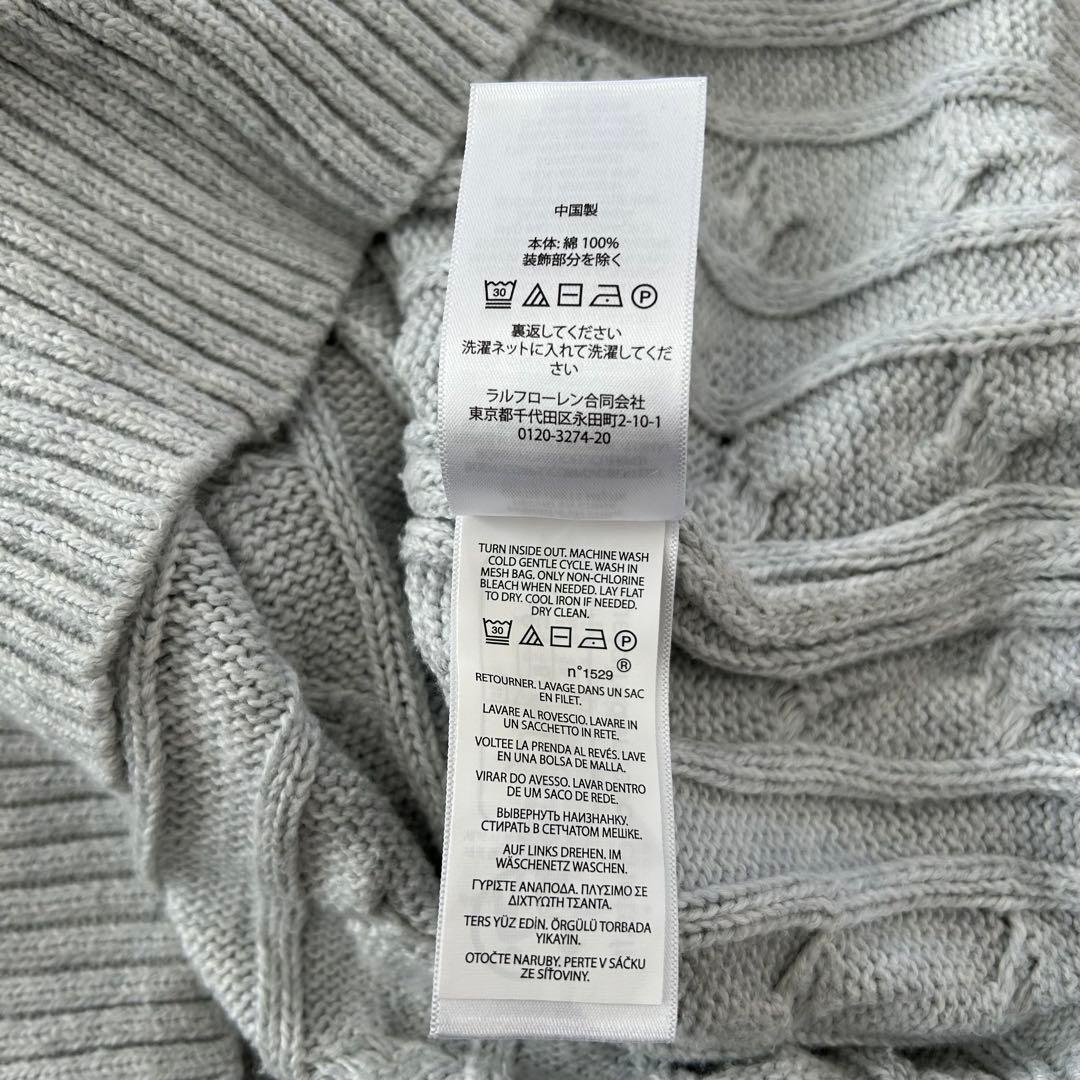 中国製
本体: 綿 100%
装飾部分を除く
30 P
裏返してください
洗濯ネットに入れて洗濯してくだ
さい
ラルフローレン合同会社
東京都千代田区永田町2-10-1
0120-3274-20
TURN INSIDE OUT. MACHINE WASH
COLD GENTLE CYCLE. WASH IN
MESH BAG. ONLY NON-CHLORINE
BLEACH WHEN NEEDED. LAY FLAT
TO DRY. COOL IRON IF NEEDED.
DRY CLEAN.
30 P
n°1529 ®
RETOURNER. LAVAGE DANS UN SAC
EN FILET.
LAVARE AL ROVESCIO. LAVARE IN
UN SACCHETTO IN RETE.
VOLTEE LA PRENDA AL REVÉS. LAVE
EN UNA BOLSA DE MALLA.
VIRAR DO AVESSO. LAVAR DENTRO
DE UM SACO DE REDE.
ВЫВЕРНУТЬ НАИЗНАНКУ.
СТИРАТЬ В СЕТЧАТОМ МЕШКЕ.
AUF LINKS DREHEN. IM
WÄSCHENETZ WASCHEN.
ΓΥΡΙΣΤΕ ΑΝΑΠΟΔΑ. ΠΛΥΣΙΜΟ ΣΕ
ΔΙΧΤΥΩΤΗ ΤΣΑΝΤΑ.
TERS YÜZ EDİN. ÖRGÜLÜ TORBADA
YIKAYIN.
OTOČTE NARUBY. PERTE V SÁČKU
ZE SÍŤOVINY.